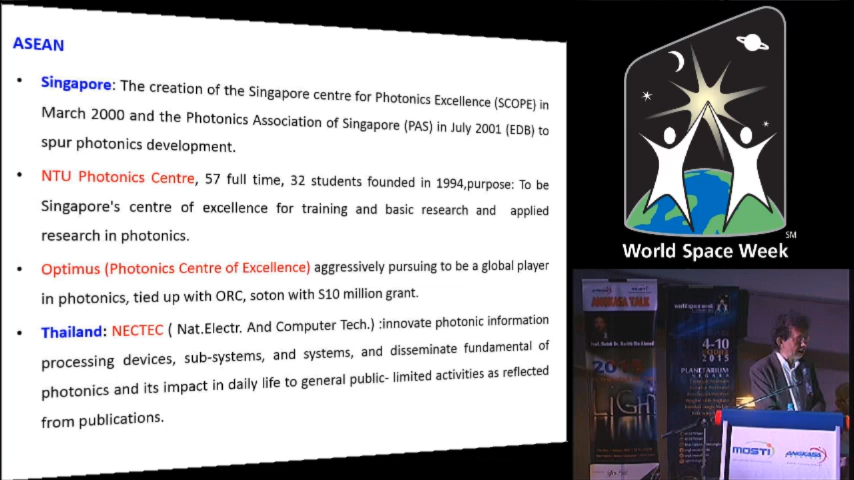 ASEAN
• Singapore: The creation of the Singapore centre for Photonics Excellence (SCOPE) in
March 2000 and the Photonics Association of Singapore (PAS) in July 2001 (EDB) to
spur photonics development.
• NTU Photonics Centre, 57 full time, 32 students founded in 1994,purpose: To be
Singapore's centre of excellence for training and basic research and applied
research in photonics.
• Optimus (Photonics Centre of Excellence) aggressively pursuing to be a global player
in photonics, tied up with ORC, soton with S10 million grant.
• Thailand: NECTEC ( Nat.Electr. And Computer Tech.) :innovate photonic information
processing devices, sub-systems, and systems, and disseminate fundamental of
photonics and its impact in daily life to general public- limited activities as reflected
from publications.
SM
World Space Week
ANGKASA TALK
LIGHT
4-10
2015
PLANETARIUM
MOSTI
ANGKASA